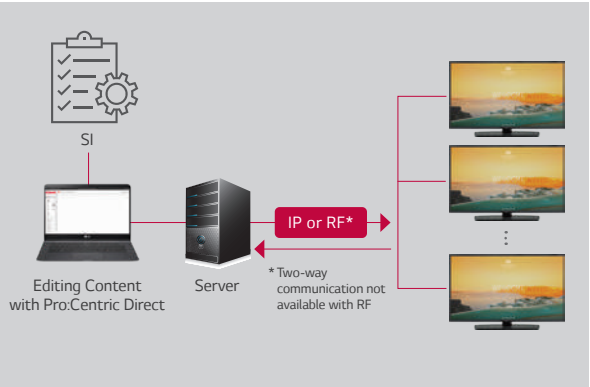 SI
IP or RF*
Editing Content
with Pro:Centric Direct
Server
* Two-way
communication not
available with RF